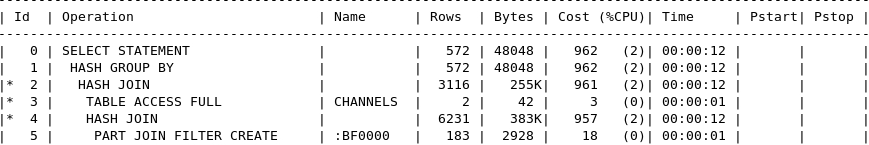 ---------------------------------------------------------------------------------------------------------------
| Id  | Operation                       | Name      | Rows  | Bytes | Cost (%CPU)| Time     | Pstart| Pstop |
---------------------------------------------------------------------------------------------------------------
|   0 | SELECT STATEMENT                |           |   572 | 48048 |   962   (2)| 00:00:12 |       |       |
|   1 |  HASH GROUP BY                  |           |   572 | 48048 |   962   (2)| 00:00:12 |       |       |
|*  2 |   HASH JOIN                     |           |  3116 |   255K|   961   (2)| 00:00:12 |       |       |
|*  3 |    TABLE ACCESS FULL            | CHANNELS  |     2 |    42 |     3   (0)| 00:00:01 |       |       |
|*  4 |    HASH JOIN                    |           |  6231 |   383K|   957   (2)| 00:00:12 |       |       |
|   5 |     PART JOIN FILTER CREATE     | :BF0000   |   183 |  2928 |    18   (0)| 00:00:01 |       |       |